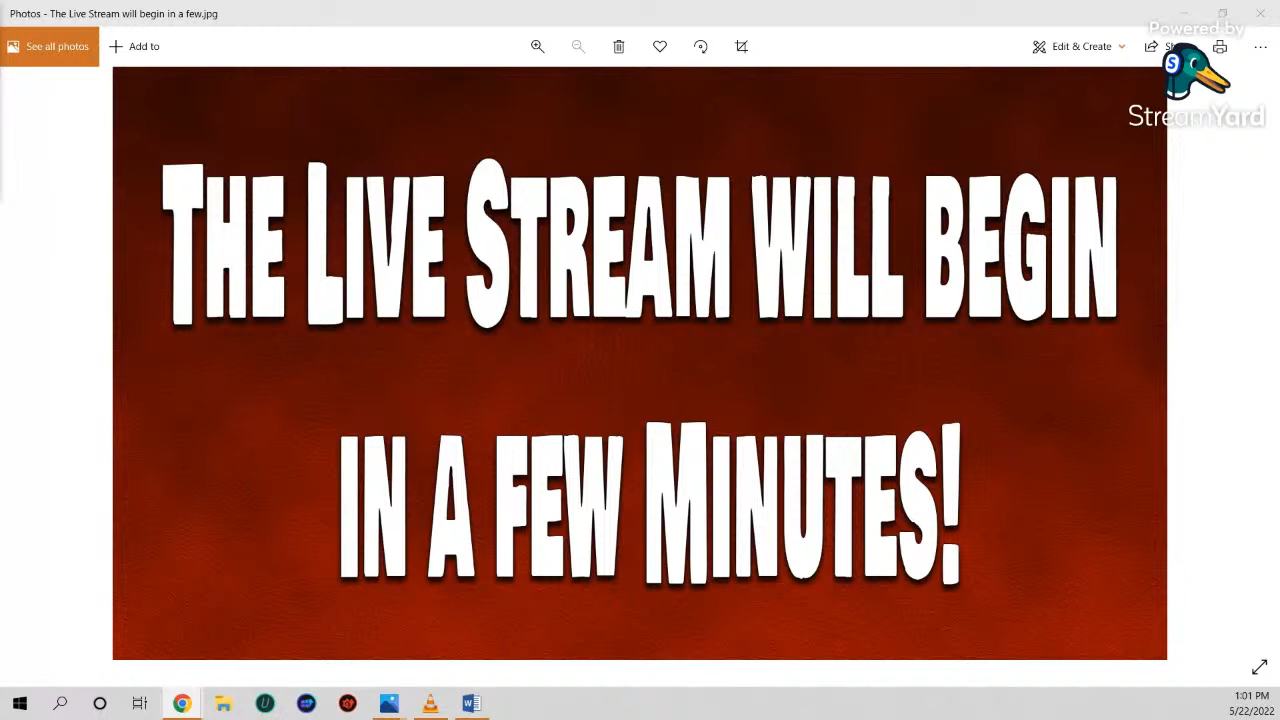 Photos - The Live Stream will begin in a few.jpg
Powered by
See all photos
Add to
Edit & Create
StreamYard
The Live Stream will begin
in a few Minutes!
1:01 PM
5/22/2022